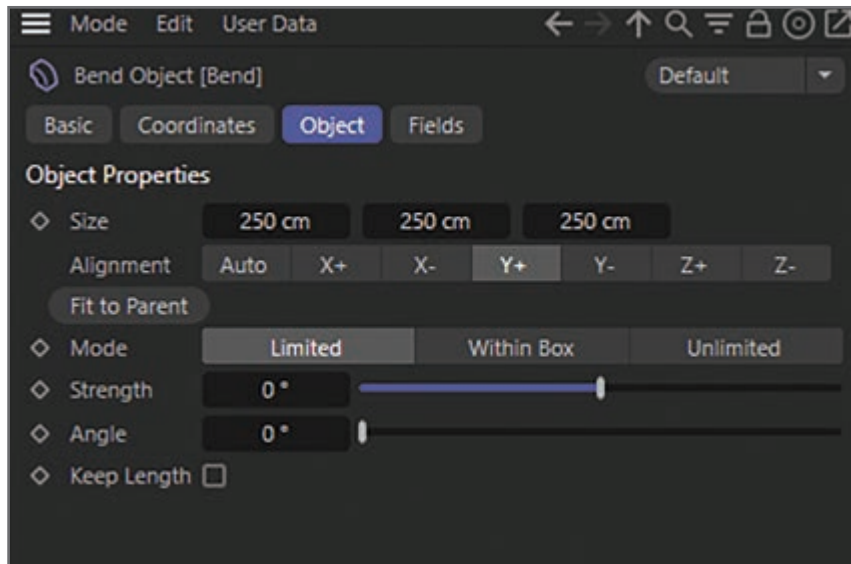 Mode Edit User Data
Bend Object [Bend] Default
Basic Coordinates Object Fields
Object Properties
Size 250 cm 250 cm 250 cm
Alignment Auto X+ X- Y+ Y- Z+ Z-
Fit to Parent
Mode Limited Within Box Unlimited
Strength 0 °
Angle 0 °
Keep Length